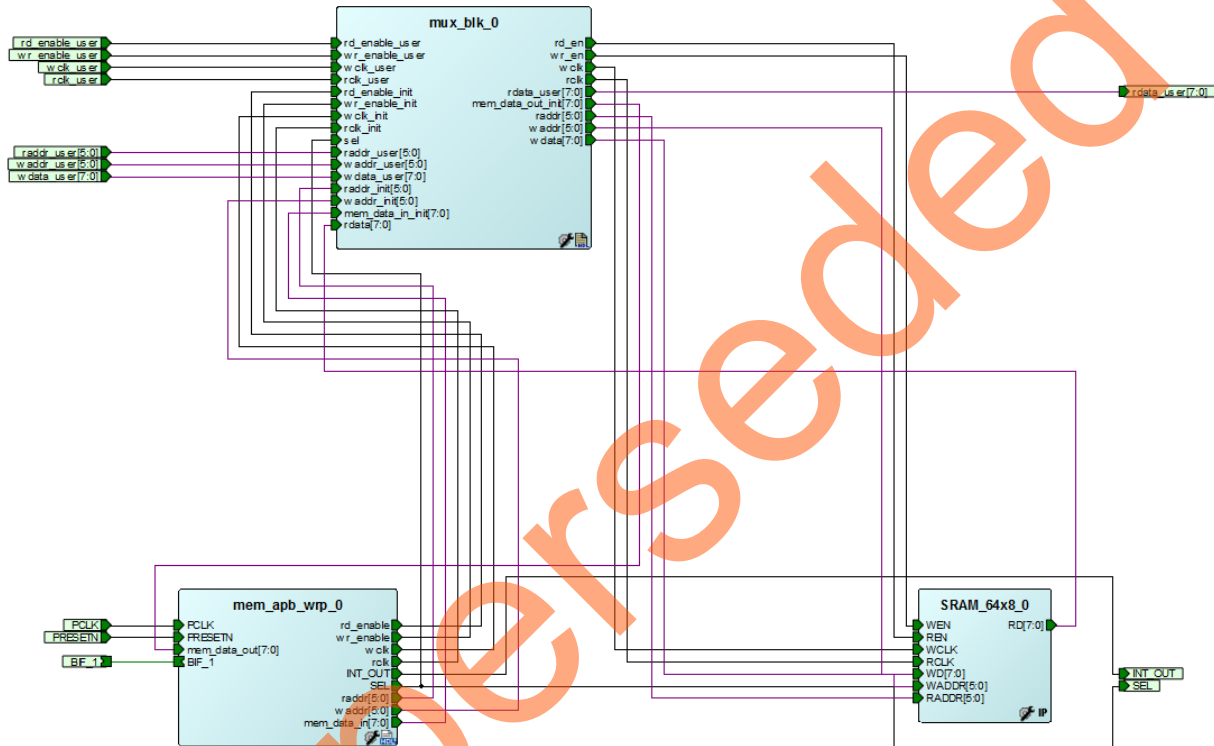 mux_blk_0
rd_enable_user
wr_enable_user
wclk_user
rclk_user
raddr_user[5:0]
waddr_user[5:0]
wdata_user[7:0]
rd_enable_user
wr_enable_user
wclk_user
rclk_user
rd_enable_init
wr_enable_init
wclk_init
rclk_init
sel
raddr_user[5:0]
waddr_user[5:0]
wdata_user[7:0]
raddr_init[5:0]
waddr_init[5:0]
mem_data_in_init[7:0]
rdata[7:0]
rd_en
wr_en
wclk
rclk
rdata_user[7:0]
mem_data_out_init[7:0]
raddr[5:0]
waddr[5:0]
wdata[7:0]
rdata_user[7:0]
mem_apb_wrp_0
PCLK
PRESETN
BIF_1
PCLK
PRESETN
mem_data_out[7:0]
BIF_1
rd_enable
wr_enable
wclk
rclk
INT_OUT
SEL
raddr[5:0]
waddr[5:0]
mem_data_in[7:0]
HDL
HDL
SRAM_64x8_0
WEN
REN
WCLK
RCLK
WD[7:0]
WADDR[5:0]
RADDR[5:0]
RD[7:0]
IP
INT_OUT
SEL
perseded